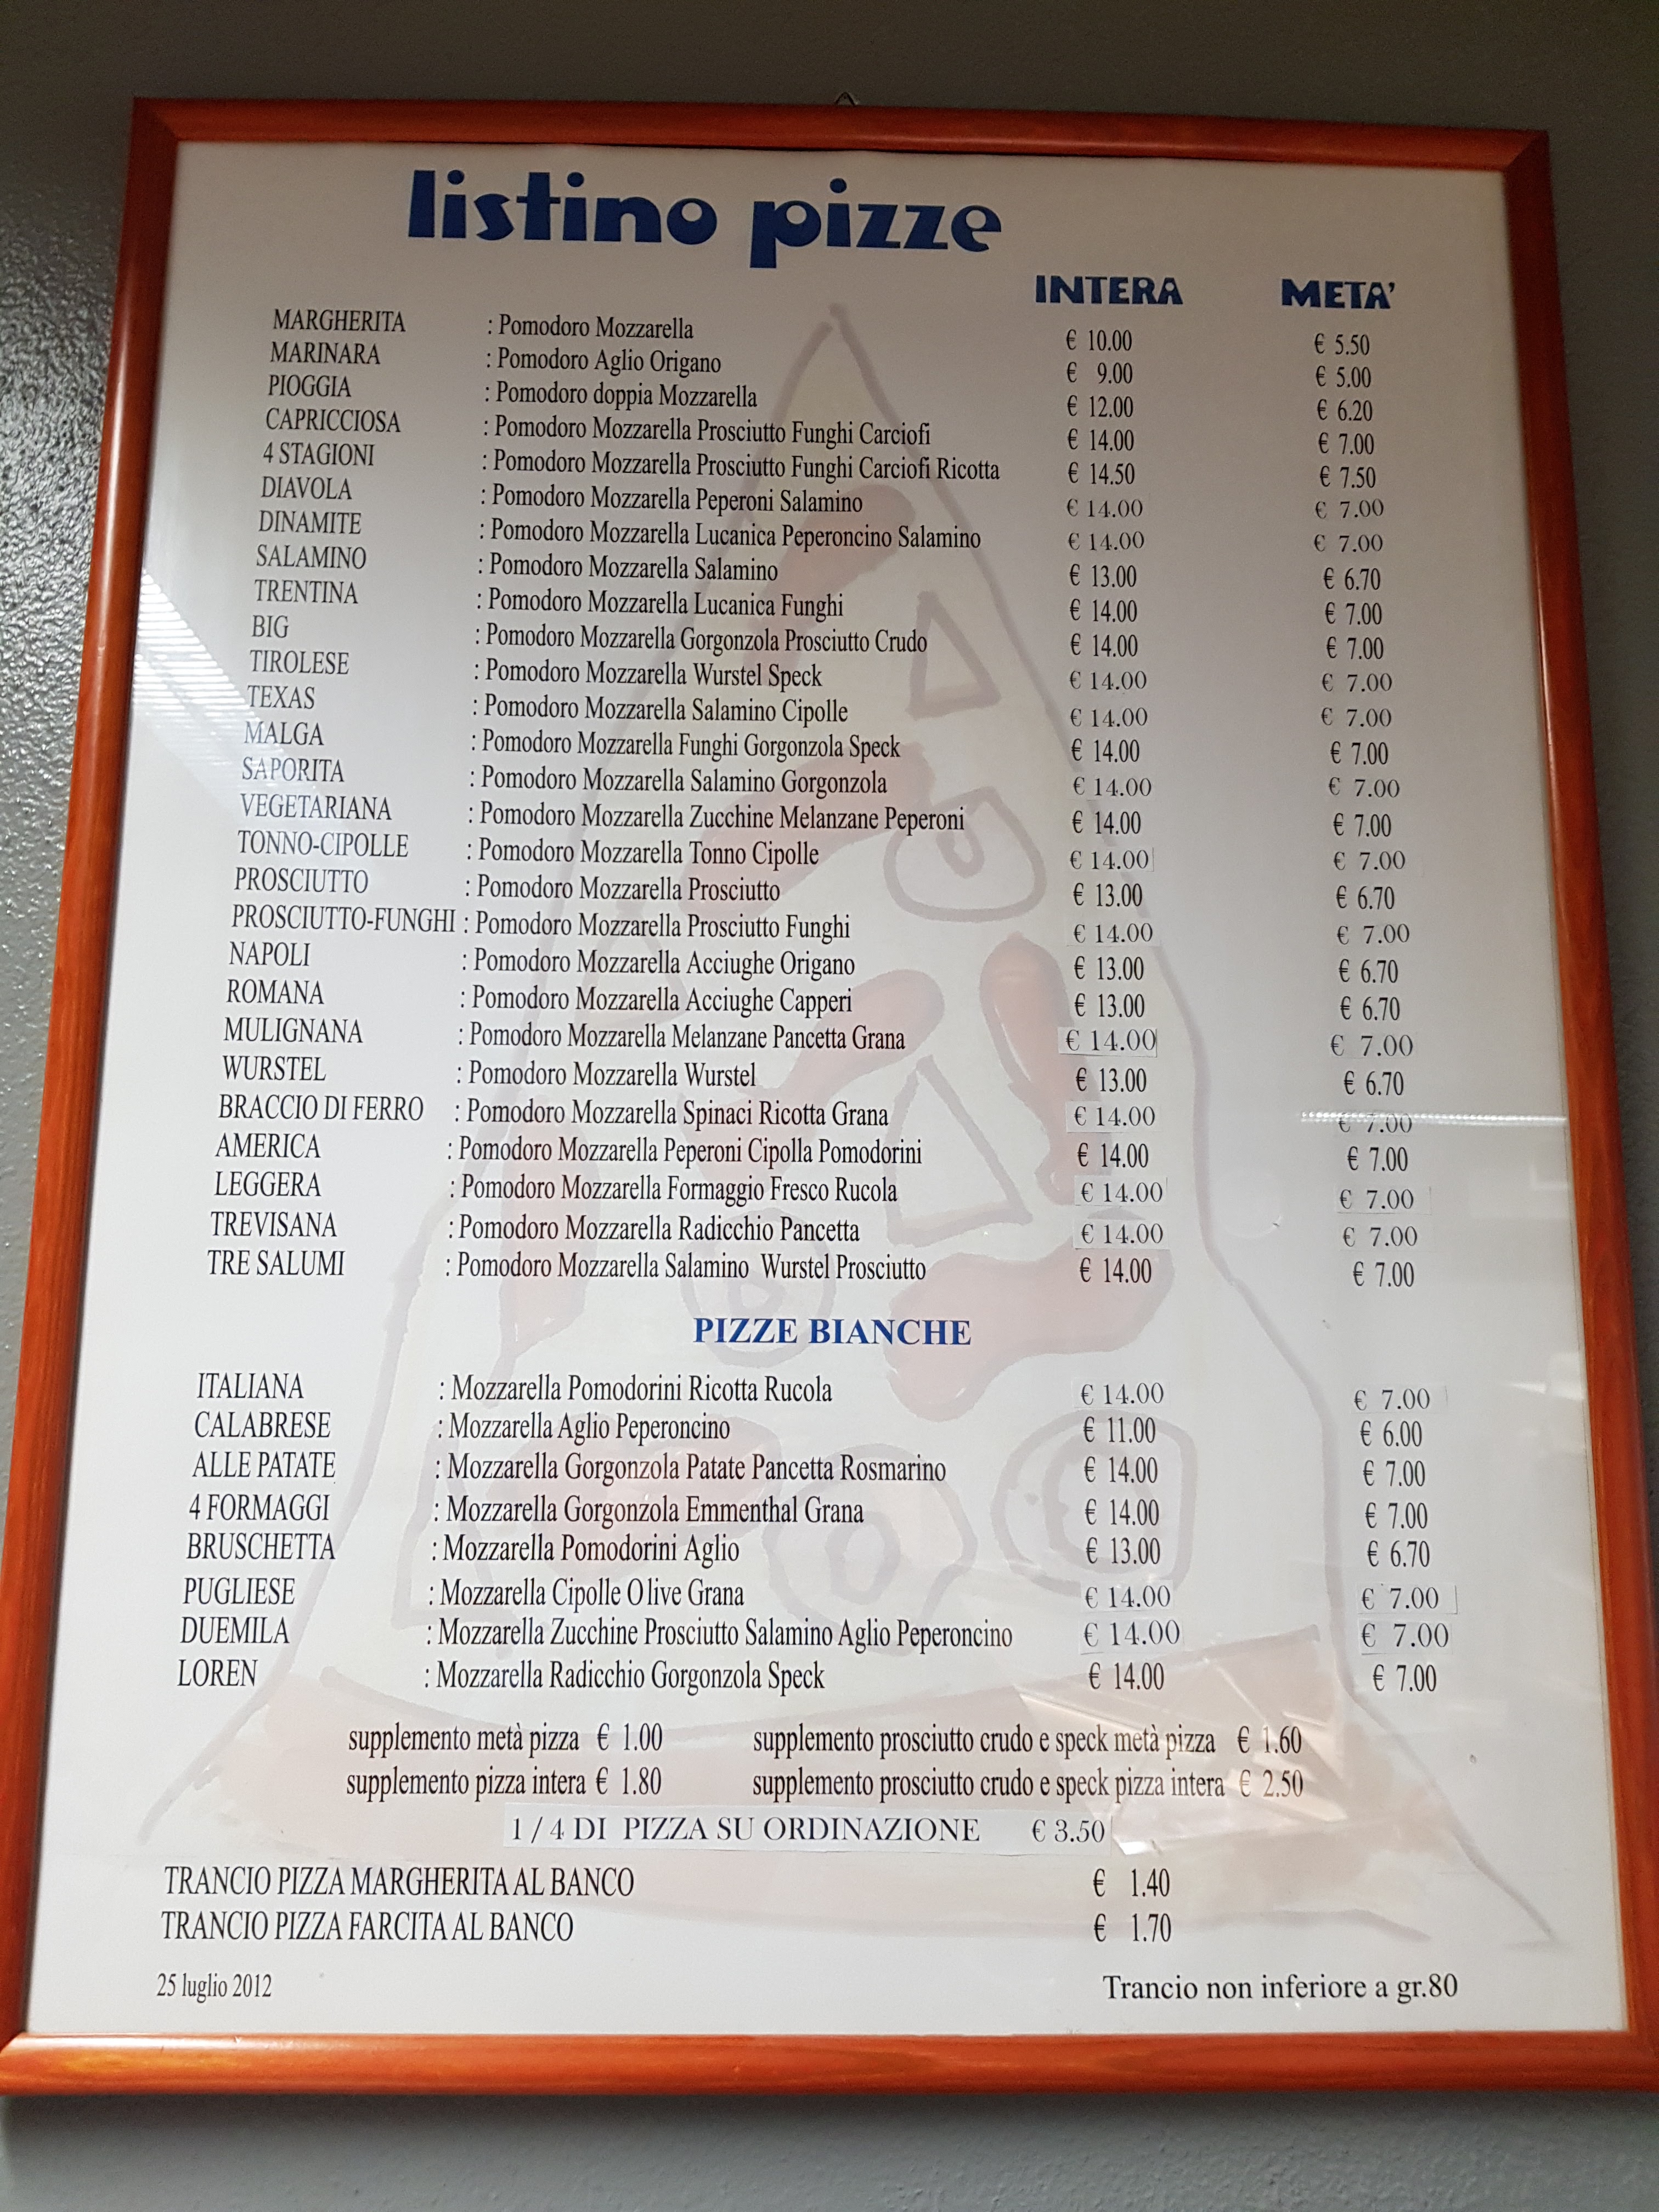 listino pizze
INTERA META'
MARGHERITA : Pomodoro Mozzarella € 10.00 € 5.50
MARINARA : Pomodoro Aglio Origano € 9.00 € 5.00
PIOGGIA : Pomodoro doppia Mozzarella € 12.00 € 6.20
CAPRICCIOSA : Pomodoro Mozzarella Prosciutto Funghi Carciofi € 14.00 € 7.00
4 STAGIONI : Pomodoro Mozzarella Prosciutto Funghi Carciofi Ricotta € 14.50 € 7.50
DIAVOLA : Pomodoro Mozzarella Peperoni Salamino € 14.00 € 7.00
DINAMITE : Pomodoro Mozzarella Lucanica Peperoncino Salamino € 14.00 € 7.00
SALAMINO : Pomodoro Mozzarella Salamino € 13.00 € 6.70
TRENTINA : Pomodoro Mozzarella Lucanica Funghi € 14.00 € 7.00
BIG : Pomodoro Mozzarella Gorgonzola Prosciutto Crudo € 14.00 € 7.00
TIROLESE : Pomodoro Mozzarella Wurstel Speck € 14.00 € 7.00
TEXAS : Pomodoro Mozzarella Salamino Cipolle € 14.00 € 7.00
MALGA : Pomodoro Mozzarella Funghi Gorgonzola Speck € 14.00 € 7.00
SAPORITA : Pomodoro Mozzarella Salamino Gorgonzola € 14.00 € 7.00
VEGETARIANA : Pomodoro Mozzarella Zucchine Melanzane Peperoni € 14.00 € 7.00
TONNO-CIPOLLE : Pomodoro Mozzarella Tonno Cipolle € 14.00 € 7.00
PROSCIUTTO : Pomodoro Mozzarella Prosciutto € 13.00 € 6.70
PROSCIUTTO-FUNGHI : Pomodoro Mozzarella Prosciutto Funghi € 14.00 € 7.00
NAPOLI : Pomodoro Mozzarella Acciughe Origano € 13.00 € 6.70
ROMANA : Pomodoro Mozzarella Acciughe Capperi € 13.00 € 6.70
MULIGNANA : Pomodoro Mozzarella Melanzane Pancetta Grana € 14.00 € 7.00
WURSTEL : Pomodoro Mozzarella Wurstel € 13.00 € 6.70
BRACCIO DI FERRO : Pomodoro Mozzarella Spinaci Ricotta Grana € 14.00 € 7.00
AMERICA : Pomodoro Mozzarella Peperoni Cipolla Pomodorini € 14.00 € 7.00
LEGGERA : Pomodoro Mozzarella Formaggio Fresco Rucola € 14.00 € 7.00
TREVISANA : Pomodoro Mozzarella Radicchio Pancetta € 14.00 € 7.00
TRE SALUMI : Pomodoro Mozzarella Salamino Wurstel Prosciutto € 14.00 € 7.00
PIZZE BIANCHE
ITALIANA : Mozzarella Pomodorini Ricotta Rucola € 14.00 € 7.00
CALABRESE : Mozzarella Aglio Peperoncino € 11.00 € 6.00
ALLE PATATE : Mozzarella Gorgonzola Patate Pancetta Rosmarino € 14.00 € 7.00
4 FORMAGGI : Mozzarella Gorgonzola Emmenthal Grana € 14.00 € 7.00
BRUSCHETTA : Mozzarella Pomodorini Aglio € 13.00 € 6.70
PUGLIESE : Mozzarella Cipolle Olive Grana € 14.00 € 7.00
DUEMILA : Mozzarella Zucchine Prosciutto Salamino Aglio Peperoncino € 14.00 € 7.00
LOREN : Mozzarella Radicchio Gorgonzola Speck € 14.00 € 7.00
supplemento metà pizza € 1.00 supplemento prosciutto crudo e speck metà pizza € 1.60
supplemento pizza intera € 1.80 supplemento prosciutto crudo e speck pizza intera € 2.50
1 / 4 DI PIZZA SU ORDINAZIONE € 3.50
TRANCIO PIZZA MARGHERITA AL BANCO € 1.40
TRANCIO PIZZA FARCITA AL BANCO € 1.70
25 luglio 2012 Trancio non inferiore a gr.80